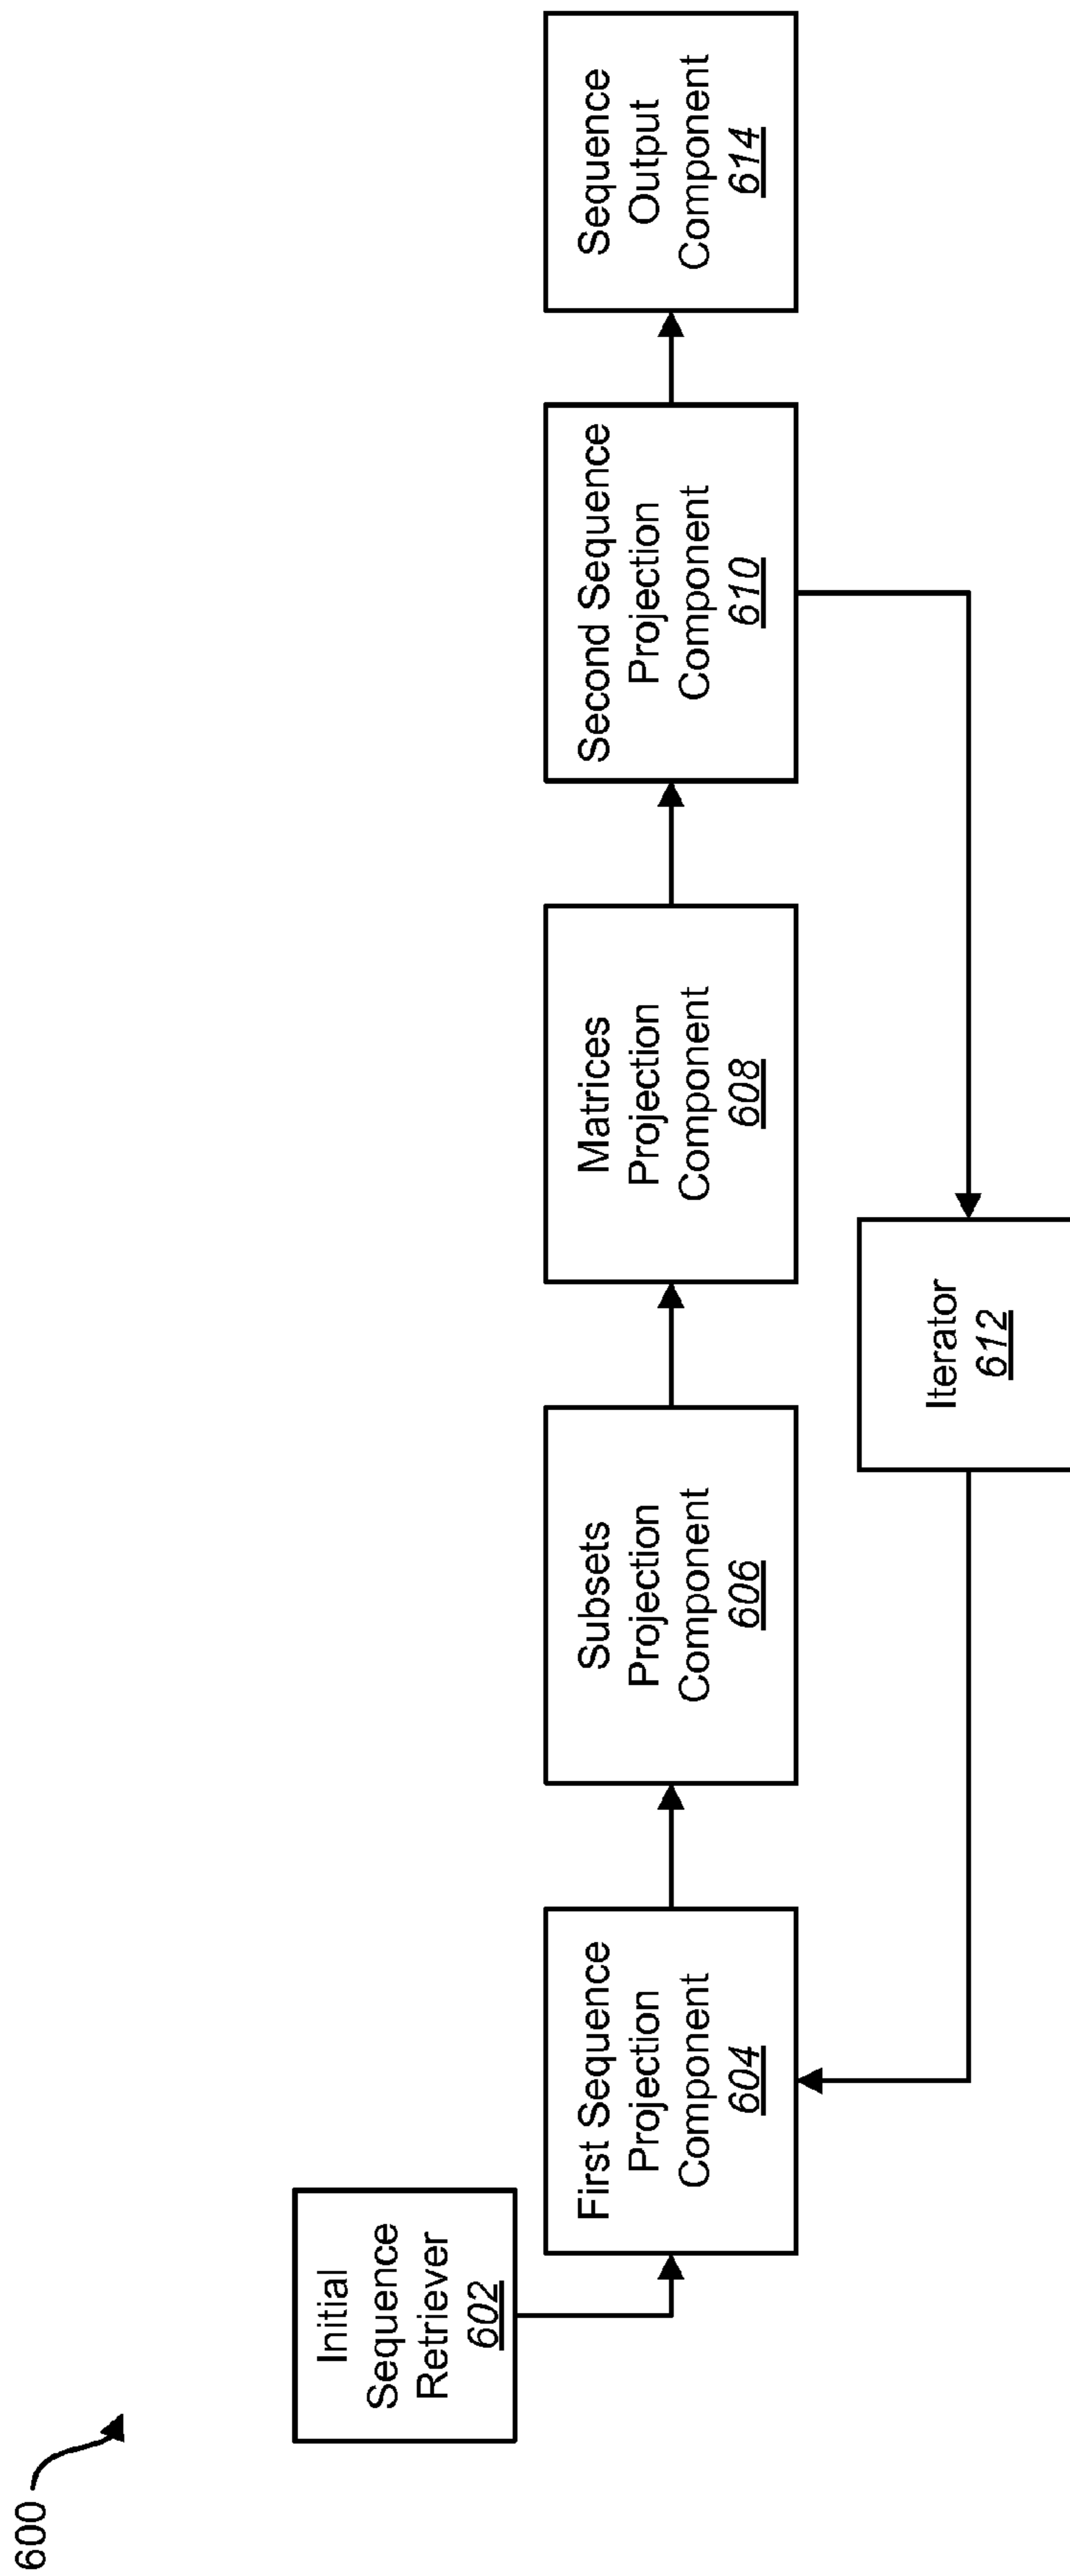 600
Initial
Sequence
Retriever
602
First Sequence
Projection
Component
604
Subsets
Projection
Component
606
Matrices
Projection
Component
608
Second Sequence
Projection
Component
610
Sequence
Output
Component
614
Iterator
612